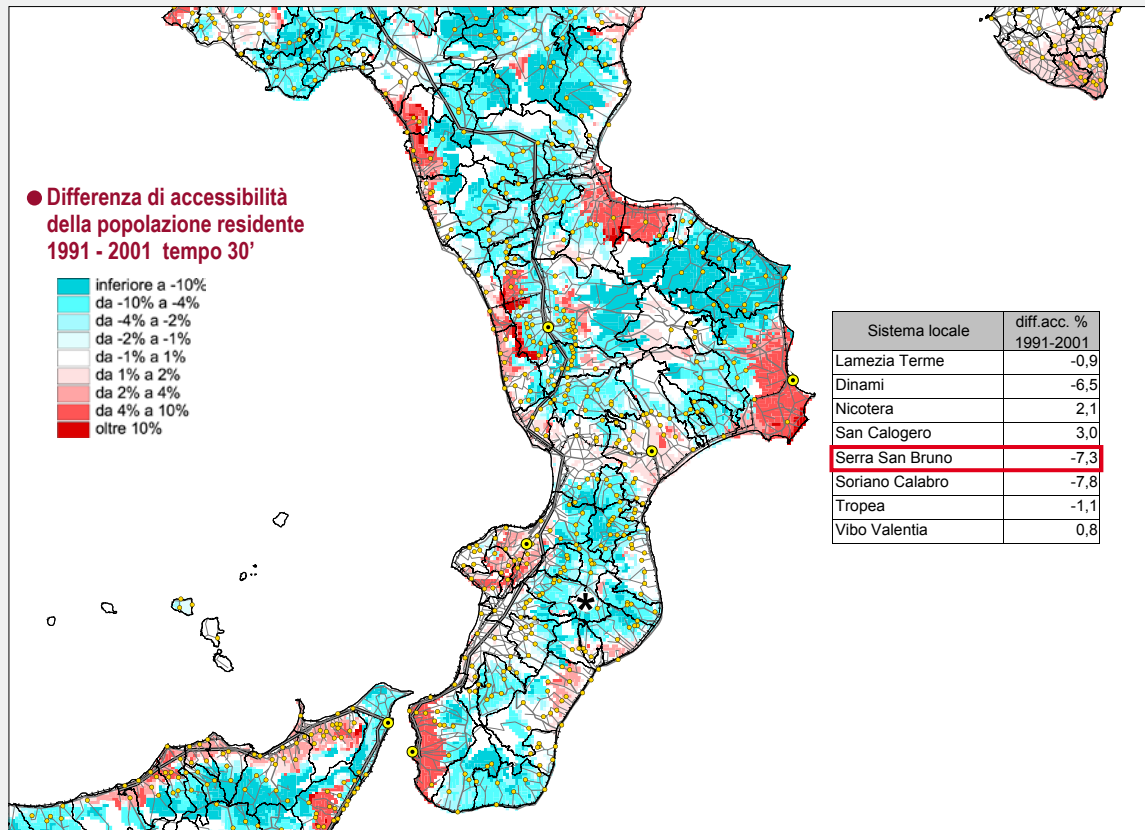 Differenza di accessibilità
della popolazione residente
1991 - 2001 tempo 30'
inferiore a -10%
da -10% a -4%
da -4% a -2%
da -2% a -1%
da -1% a 1%
da 1% a 2%
da 2% a 4%
da 4% a 10%
oltre 10%
Sistema locale diff.acc. % 1991-2001
Lamezia Terme -0,9
Dinami -6,5
Nicotera 2,1
San Calogero 3,0
Serra San Bruno -7,3
Soriano Calabro -7,8
Tropea -1,1
Vibo Valentia 0,8
*